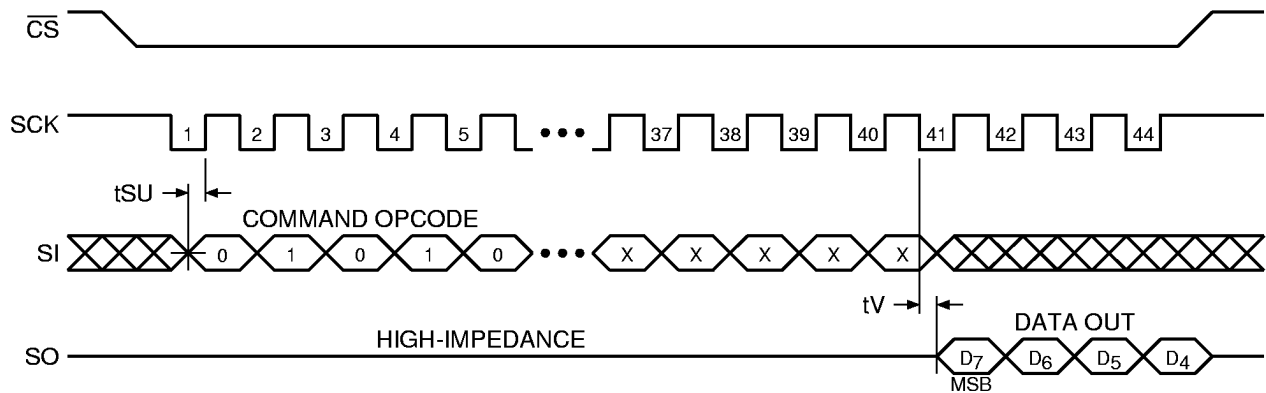 CS
SCK 1 2 3 4 5 ••• 37 38 39 40 41 42 43 44
tSU
COMMAND OPCODE
SI 0 1 0 1 0 ••• X X X X X
tV
HIGH-IMPEDANCE
DATA OUT
SO D7 D6 D5 D4
MSB